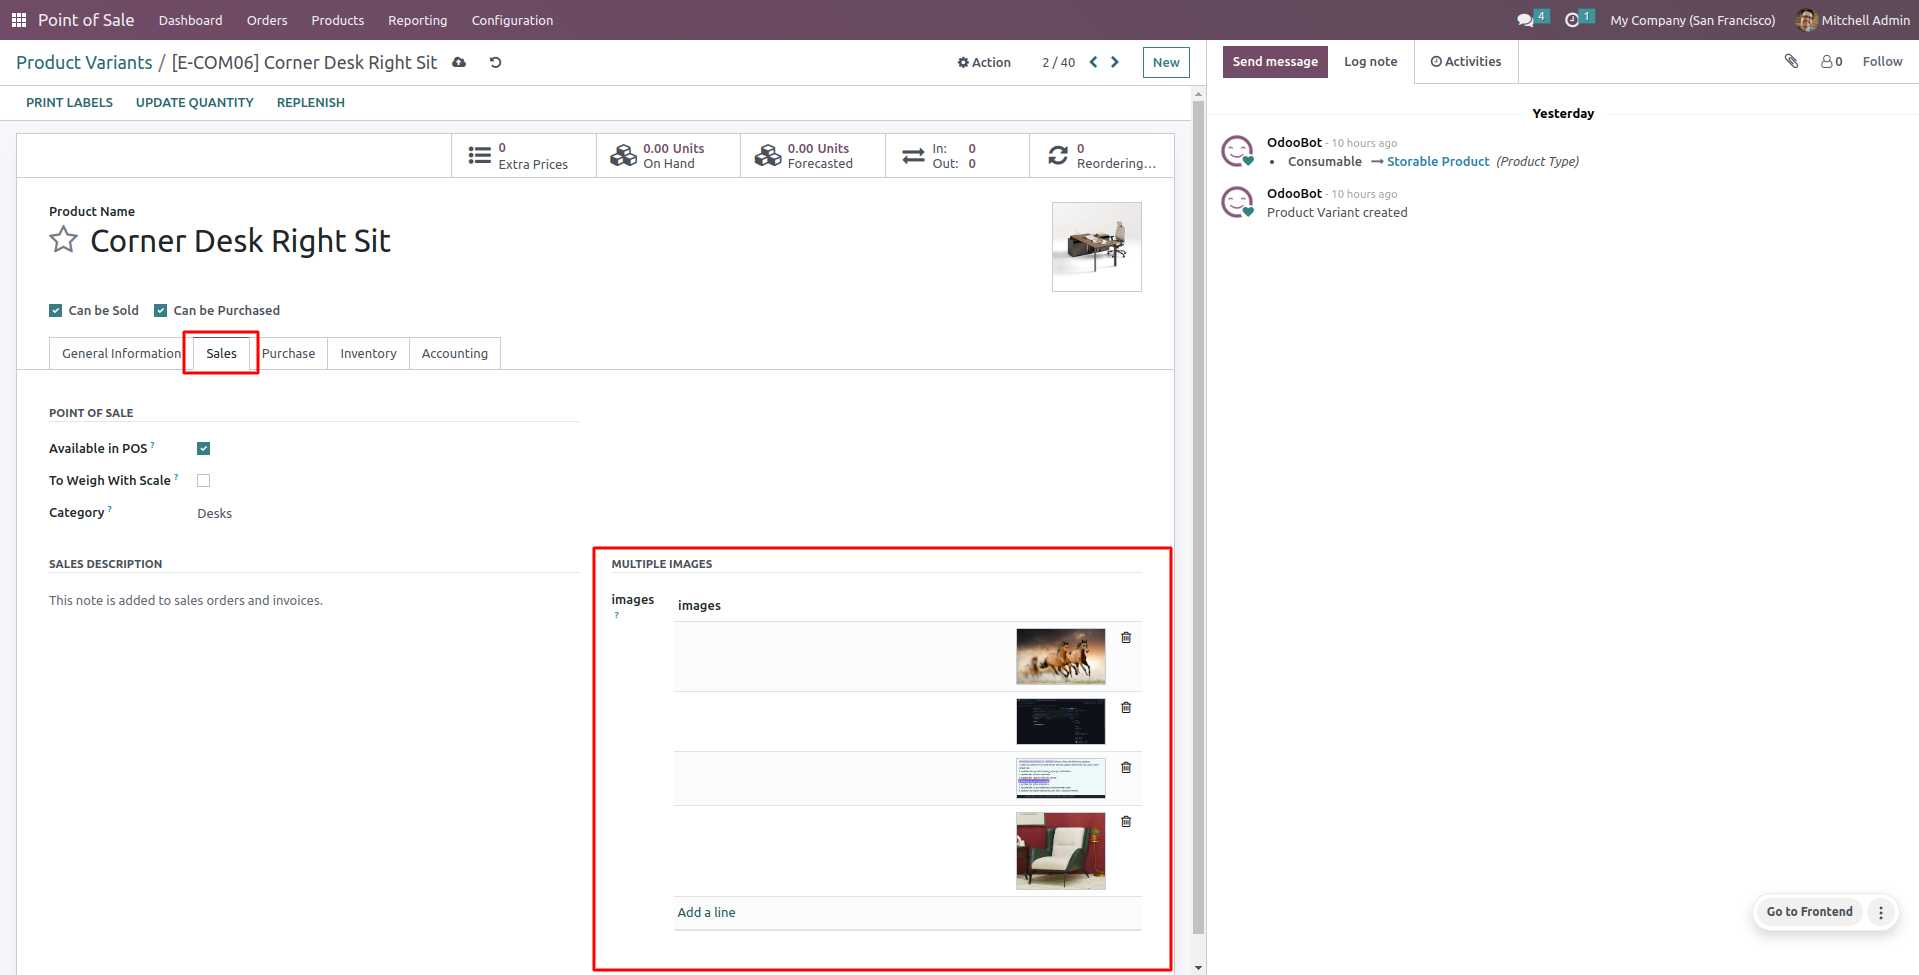 Point of Sale Dashboard Orders Products Reporting Configuration 4 1 My Company (San Francisco) Mitchell Admin
Product Variants / [E-COM06] Corner Desk Right Sit Action 2 / 40 New
Send message Log note Activities 0 Follow
PRINT LABELS UPDATE QUANTITY REPLENISH
0 Extra Prices
0.00 Units On Hand
0.00 Units Forecasted
In: 0
Out: 0
0 Reordering...
Product Name
Corner Desk Right Sit
Can be Sold Can be Purchased
General Information Sales Purchase Inventory Accounting
POINT OF SALE
Available in POS ?
To Weigh With Scale ?
Category ? Desks
SALES DESCRIPTION
This note is added to sales orders and invoices.
MULTIPLE IMAGES
images ?
images
Add a line
Yesterday
OdooBot - 10 hours ago
• Consumable → Storable Product (Product Type)
OdooBot - 10 hours ago
Product Variant created
Go to Frontend